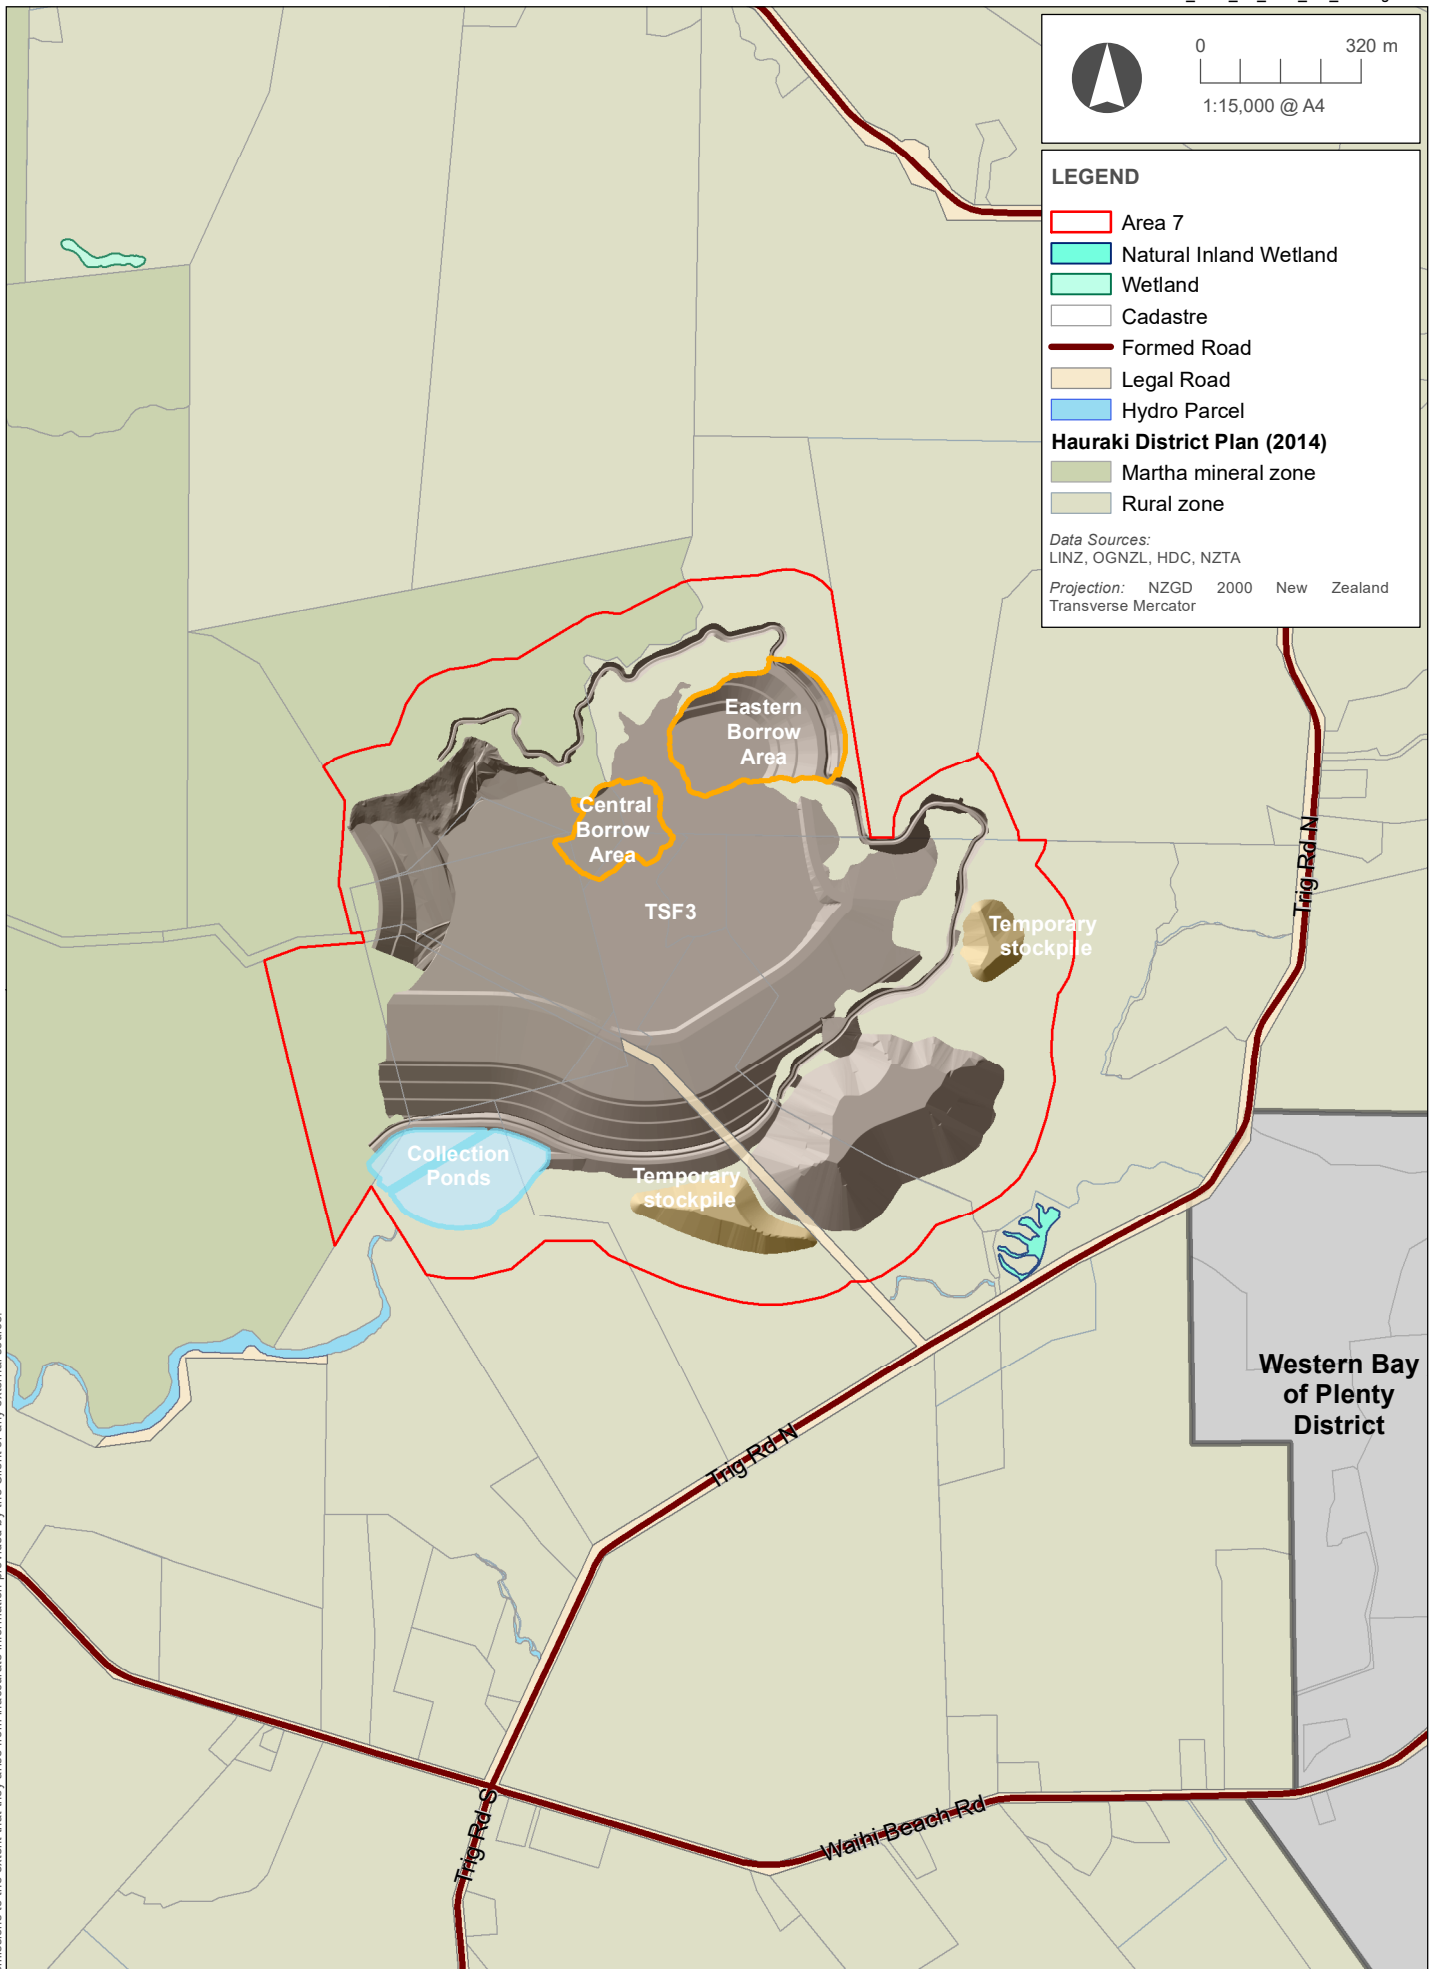 0 320 m
1:15,000 @ A4
LEGEND
Area 7
Natural Inland Wetland
Wetland
Cadastre
Formed Road
Legal Road
Hydro Parcel
Hauraki District Plan (2014)
Martha mineral zone
Rural zone
Data Sources:
LINZ, OGNZL, HDC, NZTA
Projection: NZGD 2000 New Zealand
Transverse Mercator
Eastern
Borrow
Area
Central
Borrow
Area
TSF3
Temporary
stockpile
Trig Rd N
Collection
Ponds
Temporary
stockpile
Western Bay
of Plenty
District
Trig Rd N
Trig Rd S
Waihi Beach Rd